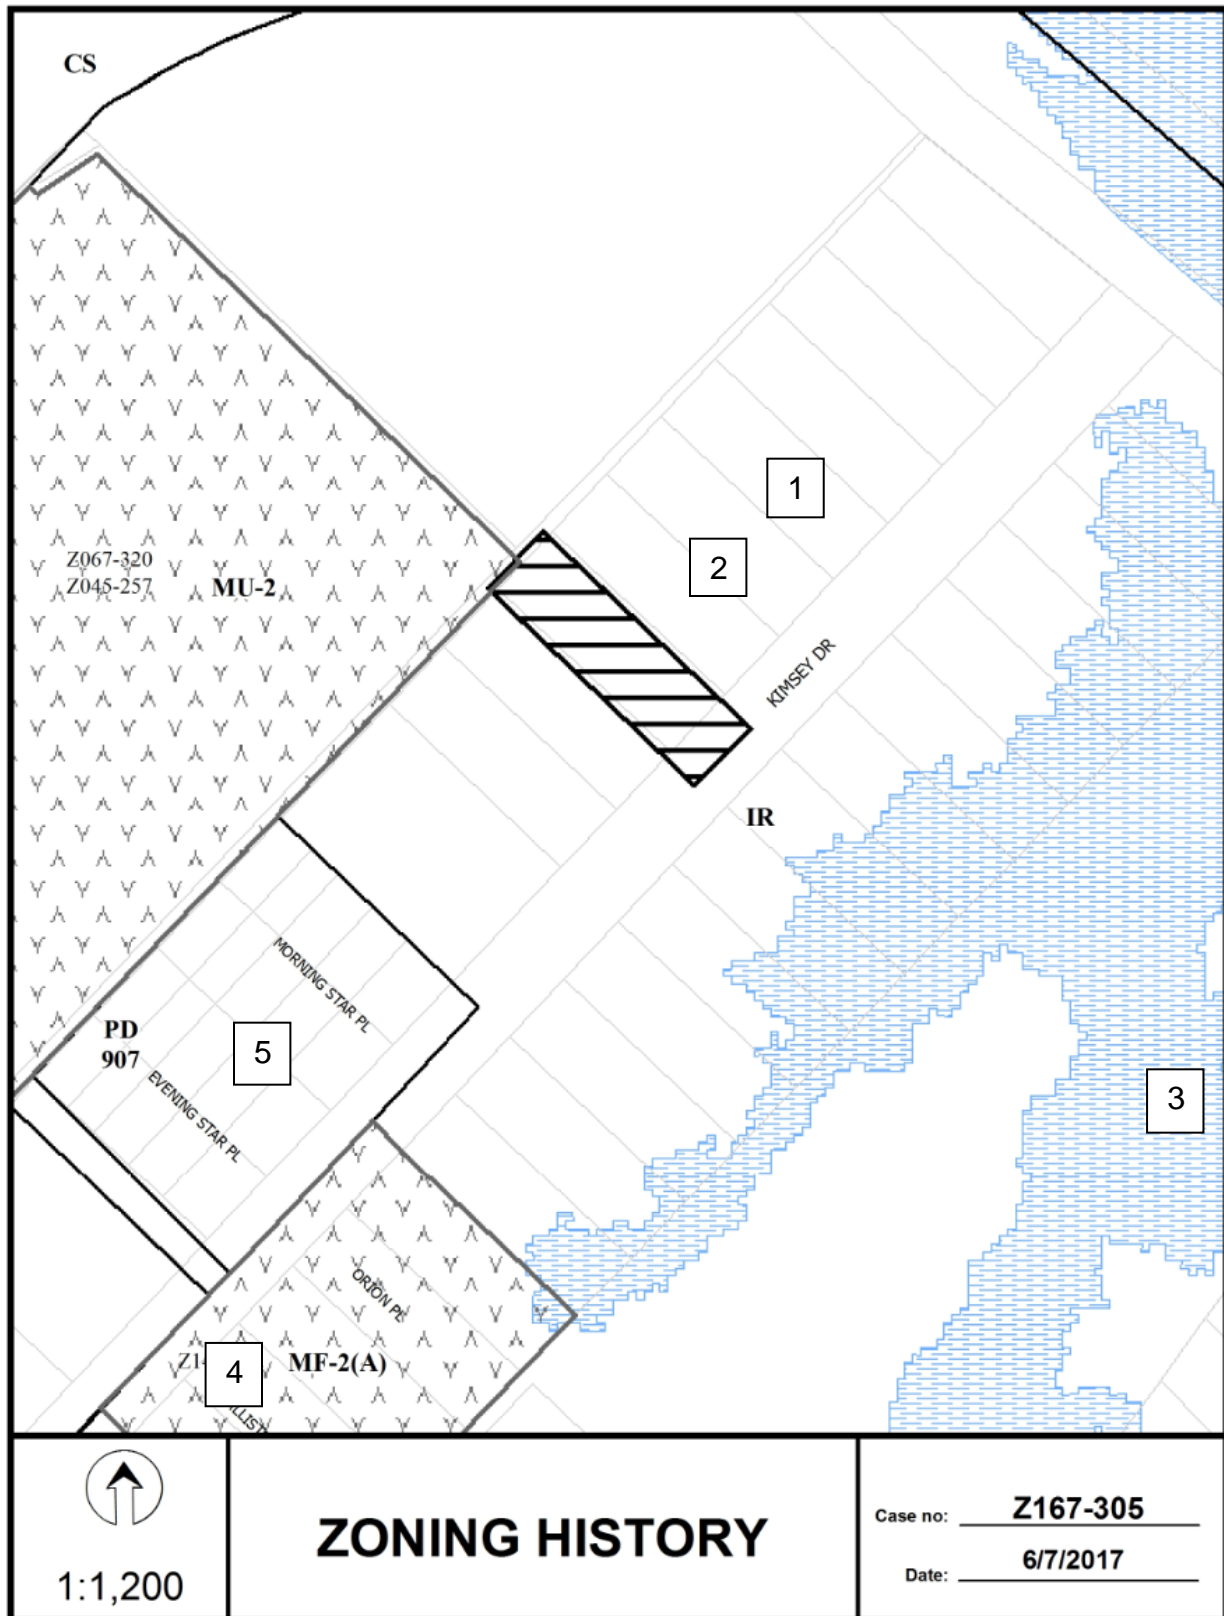 CS
1
2
Z067-320
Z045-257
MU-2
KIMSEY DR
IR
MORNING STAR PL
PD
907
5
EVENING STAR PL
3
ORION PL
4
MF-2(A)
1:1,200
ZONING HISTORY
Case no: Z167-305
Date: 6/7/2017